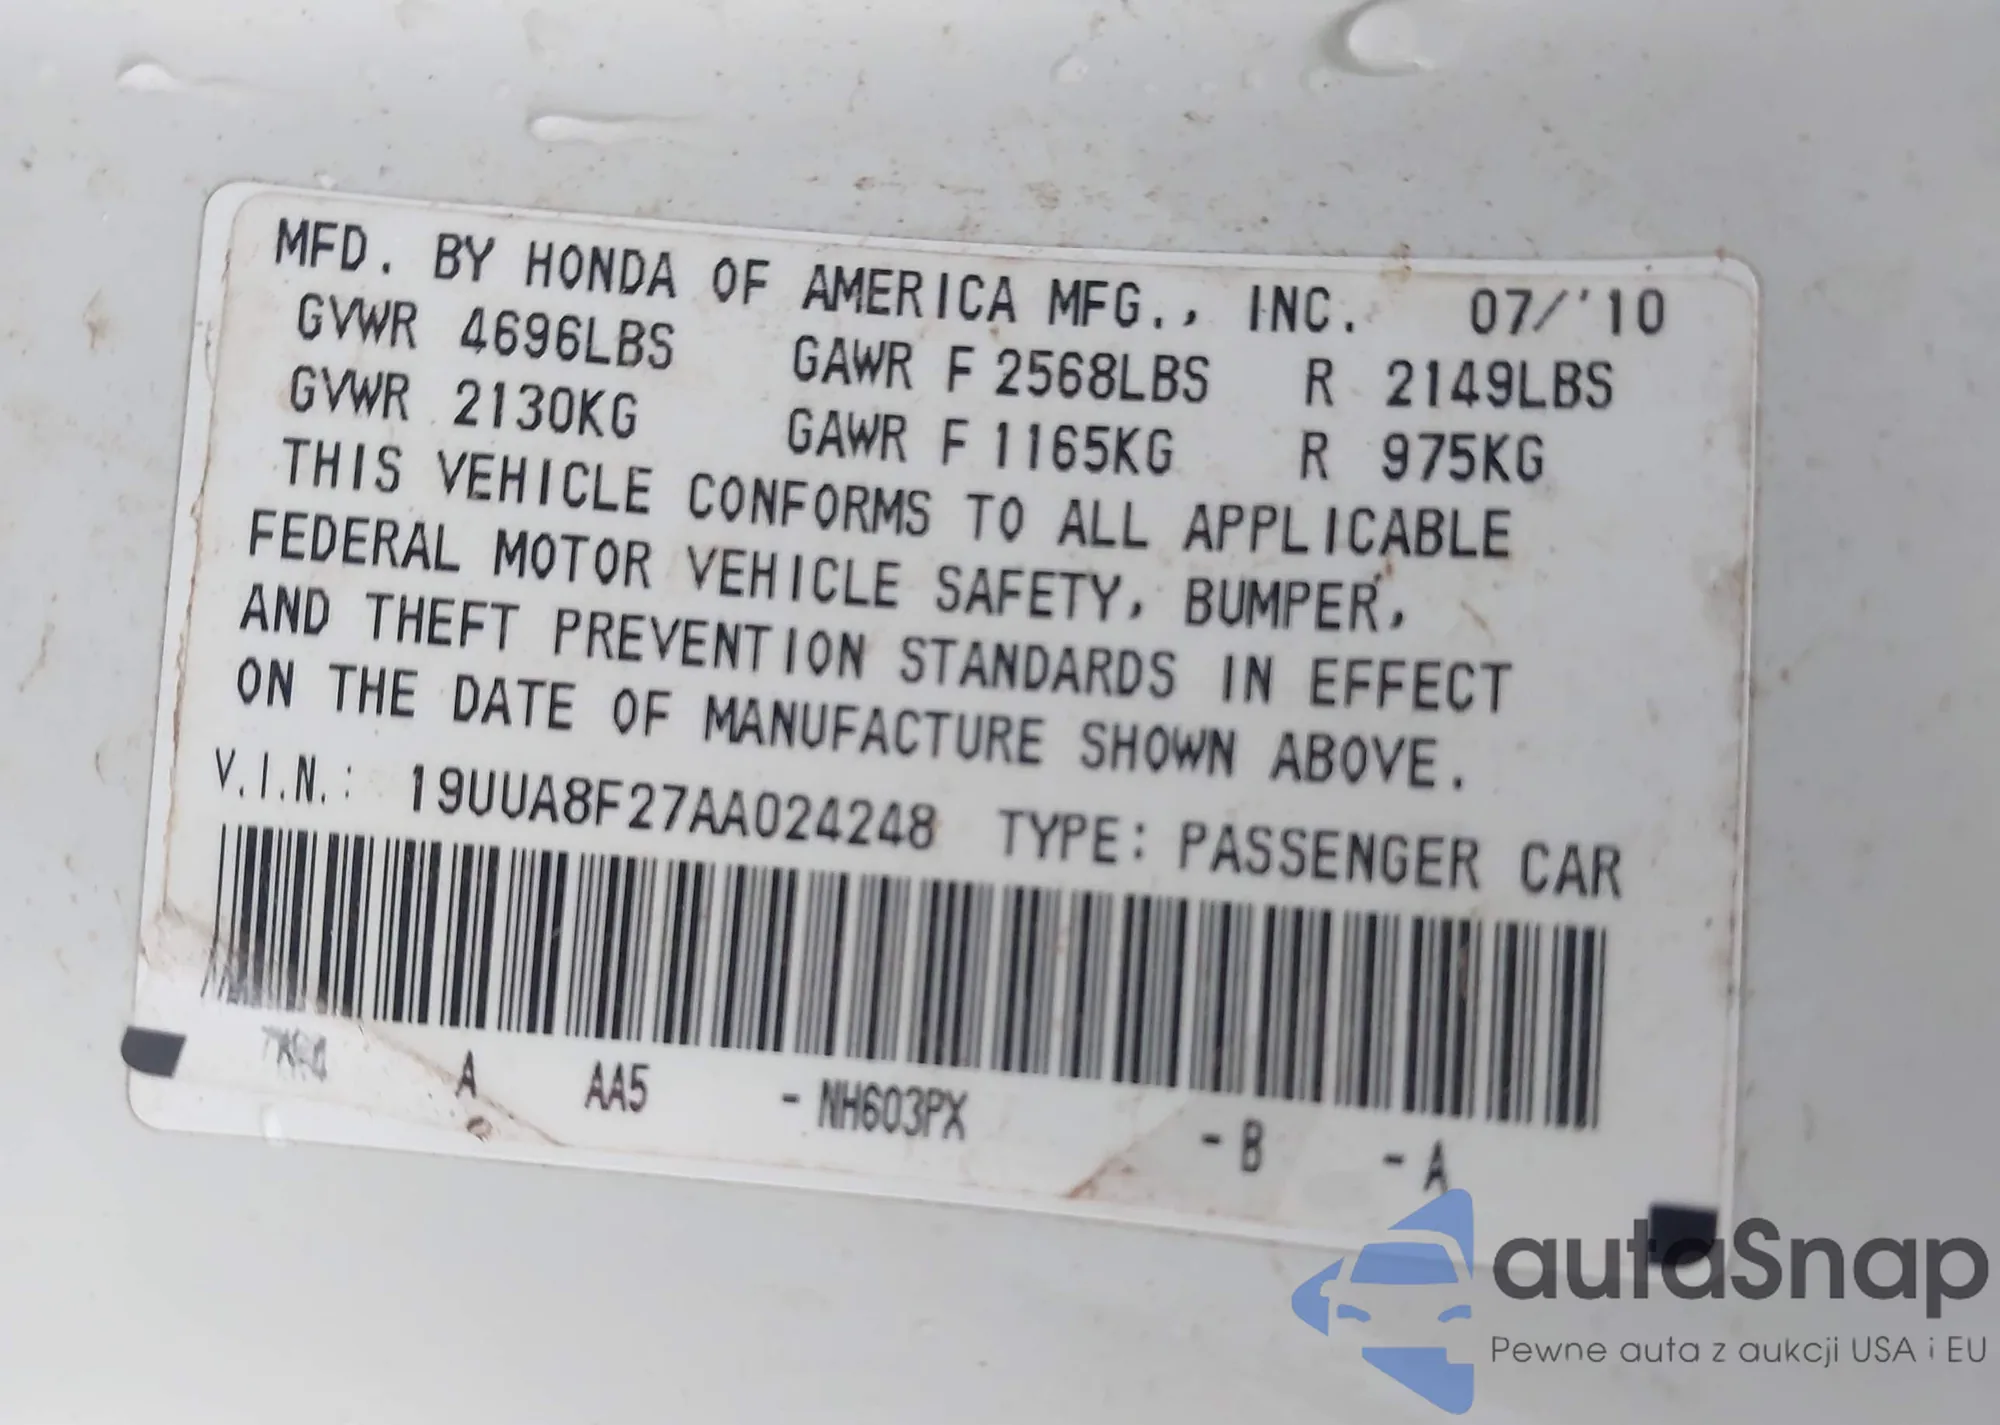 MFD. BY HONDA OF AMERICA MFG., INC. 07/'10
GVWR 4696LBS GAWR F 2568LBS R 2149LBS
GVWR 2130KG GAWR F 1165KG R 975KG
THIS VEHICLE CONFORMS TO ALL APPLICABLE
FEDERAL MOTOR VEHICLE SAFETY, BUMPER,
AND THEFT PREVENTION STANDARDS IN EFFECT
ON THE DATE OF MANUFACTURE SHOWN ABOVE.
V.I.N.: 19UUA8F27AA024248 TYPE: PASSENGER CAR
A AA5 - NH603PX - B - A
autaSnap
Pewne auta z aukcji USA i EU